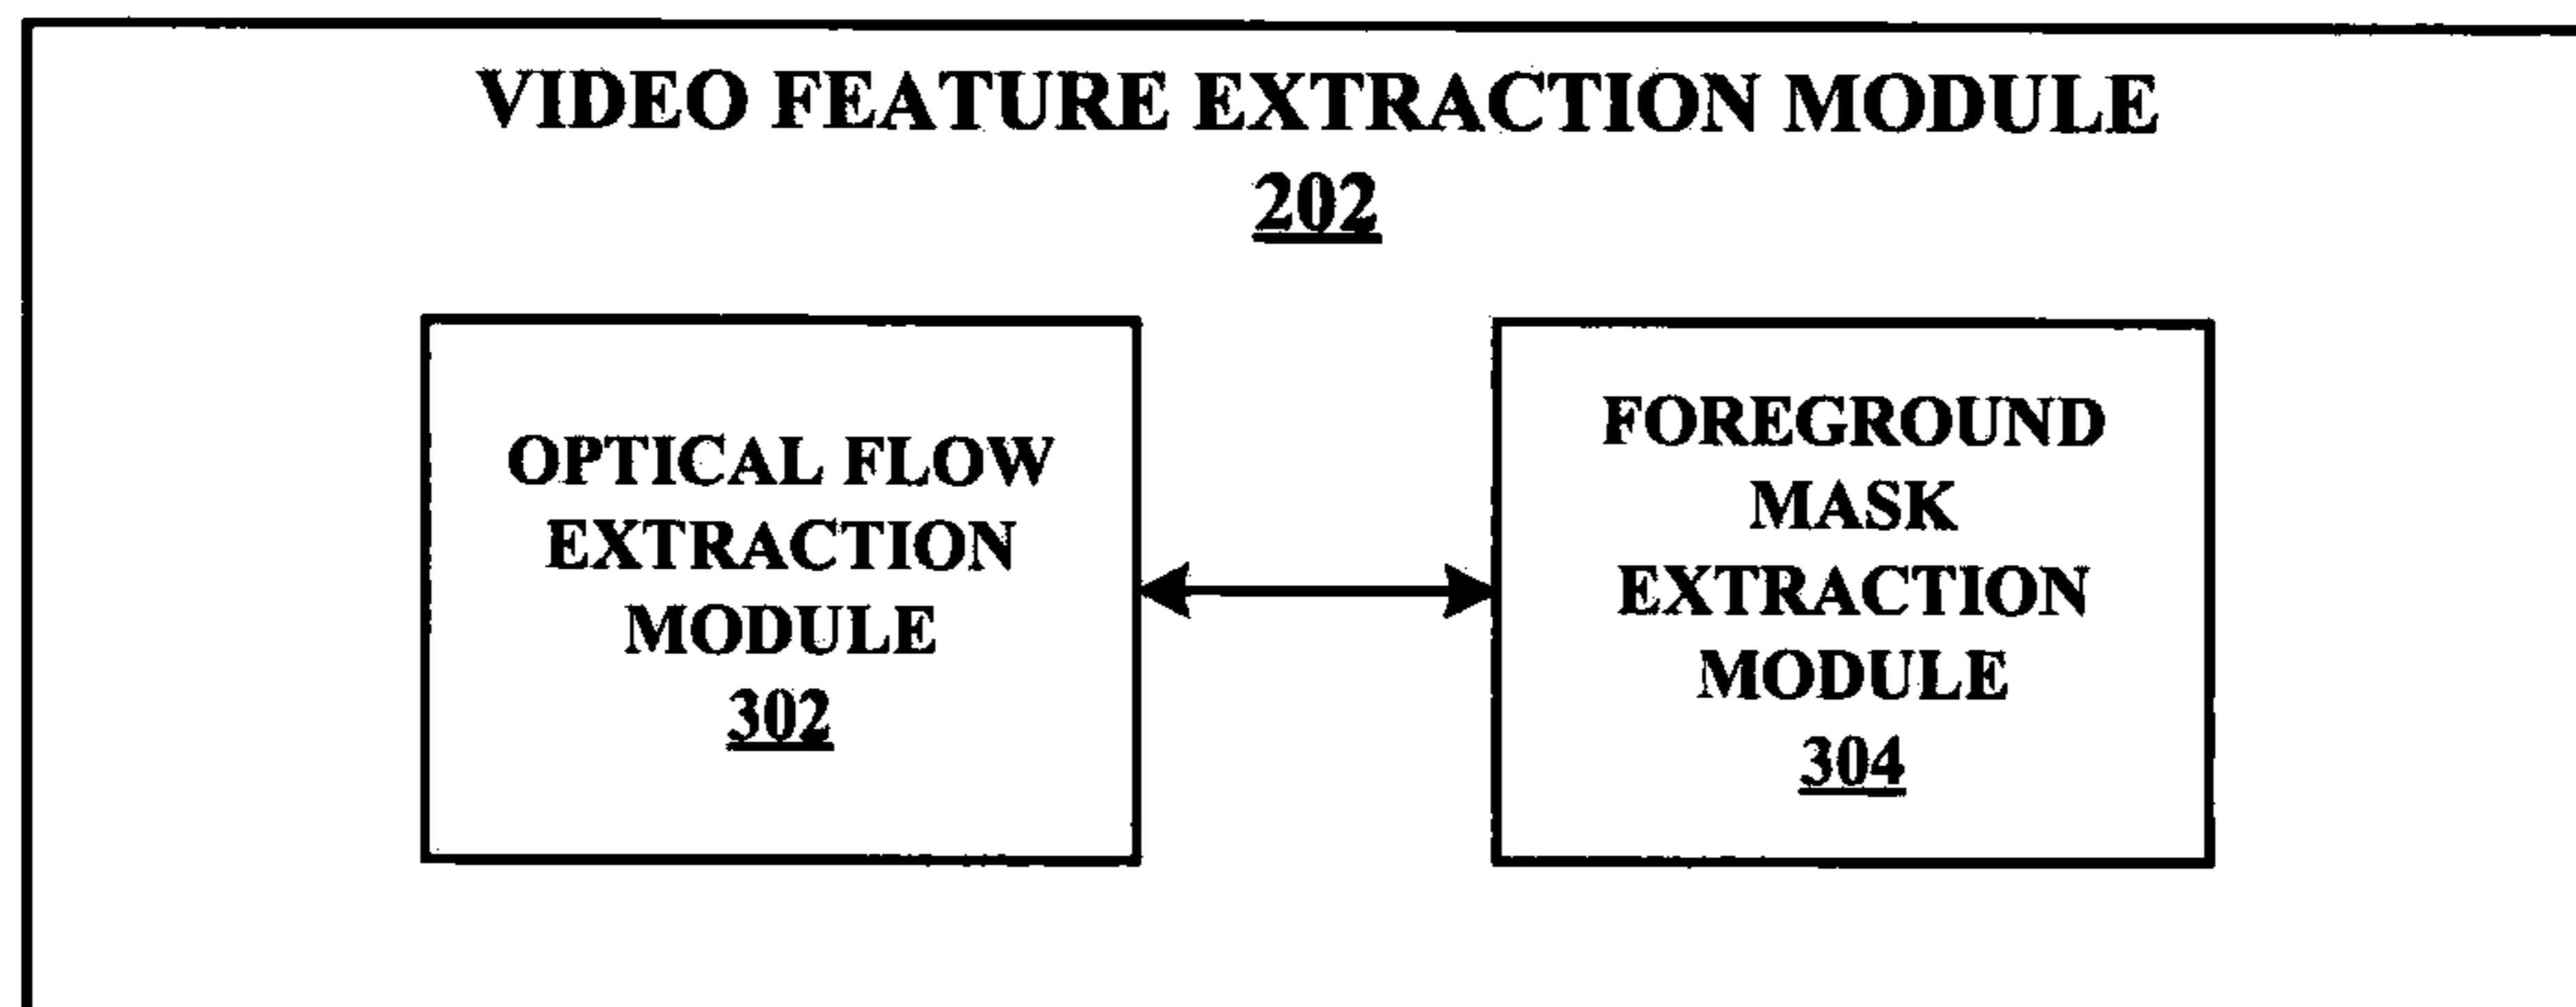 VIDEO FEATURE EXTRACTION MODULE
202
OPTICAL FLOW
EXTRACTION
MODULE
302
FOREGROUND
MASK
EXTRACTION
MODULE
304